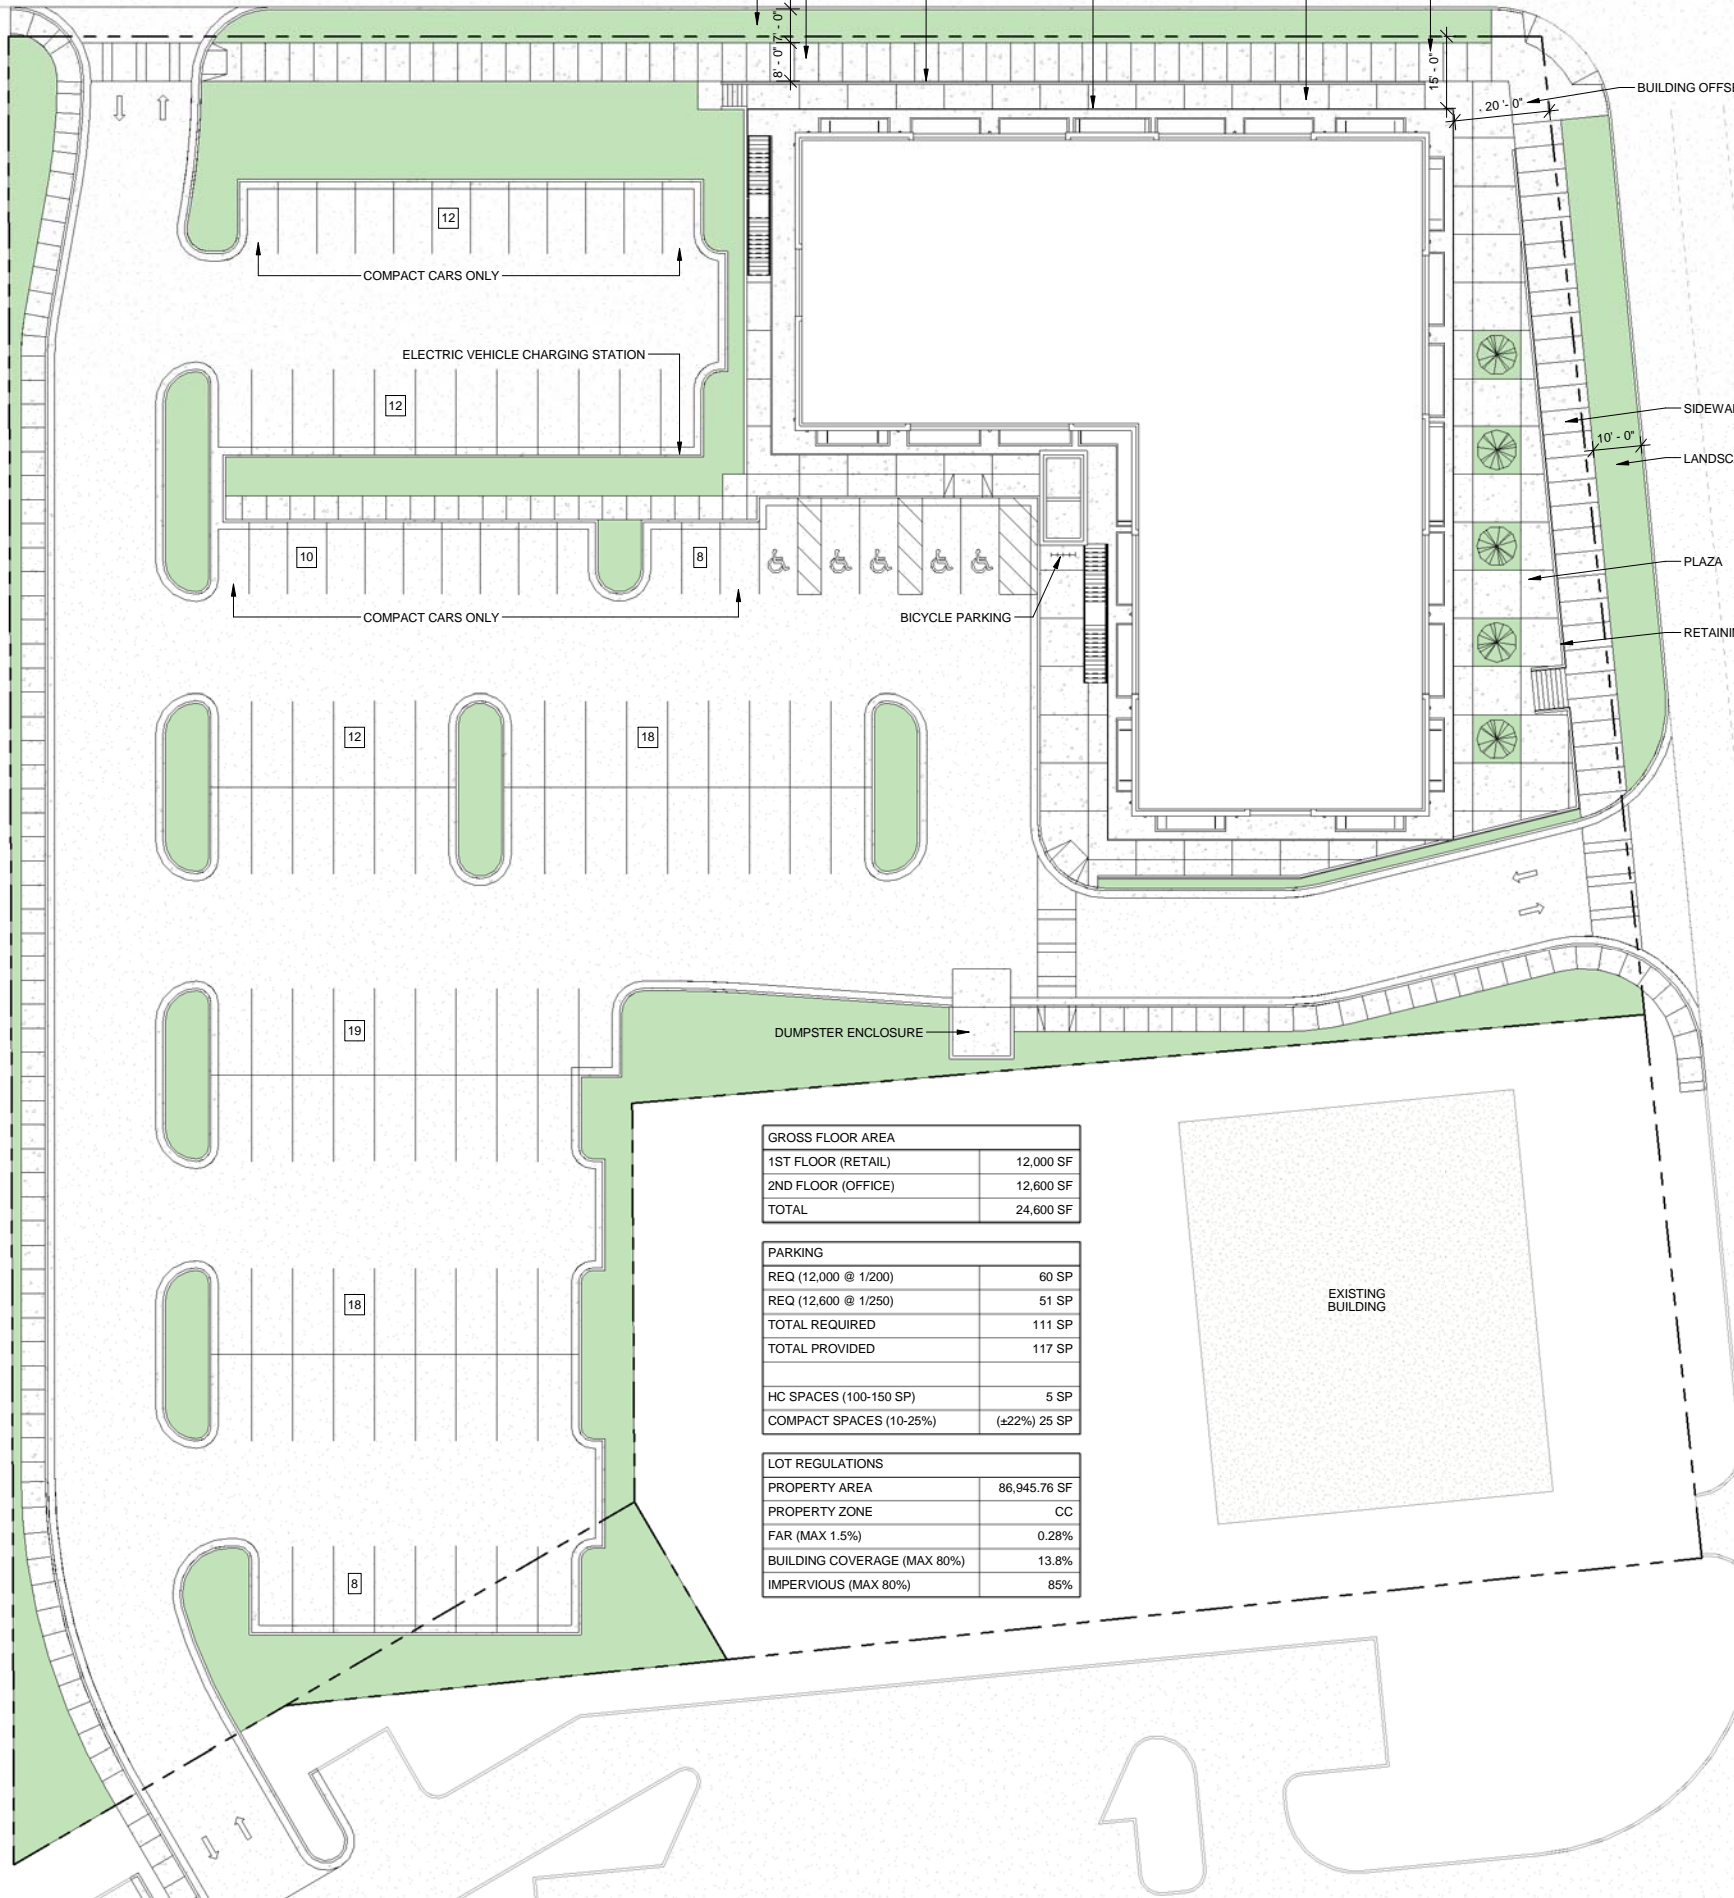 7' - 0"
8' - 0"
15' - 0"
20' - 0"
BUILDING OFFS
12
COMPACT CARS ONLY
ELECTRIC VEHICLE CHARGING STATION
12
SIDEWA
10' - 0"
LANDSC
10
8
PLAZA
COMPACT CARS ONLY
BICYCLE PARKING
RETAINI
12
18
19
DUMPSTER ENCLOSURE
GROSS FLOOR AREA
1ST FLOOR (RETAIL) 12,000 SF
2ND FLOOR (OFFICE) 12,600 SF
TOTAL 24,600 SF
PARKING
REQ (12,000 @ 1/200) 60 SP
REQ (12,600 @ 1/250) 51 SP
TOTAL REQUIRED 111 SP
TOTAL PROVIDED 117 SP
HC SPACES (100-150 SP) 5 SP
COMPACT SPACES (10-25%) (±22%) 25 SP
EXISTING
BUILDING
18
LOT REGULATIONS
PROPERTY AREA 86,945.76 SF
PROPERTY ZONE CC
FAR (MAX 1.5%) 0.28%
BUILDING COVERAGE (MAX 80%) 13.8%
IMPERVIOUS (MAX 80%) 85%
8